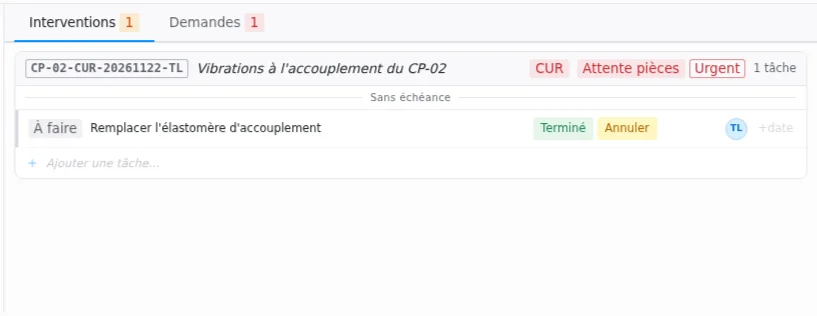 Interventions 1 Demandes 1
CP-02-CUR-20261122-TL Vibrations à l'accouplement du CP-02 CUR Attente pièces Urgent 1 tâche
Sans échéance
À faire Remplacer l'élastomère d'accouplement Terminé Annuler TL +date
+ Ajouter une tâche...